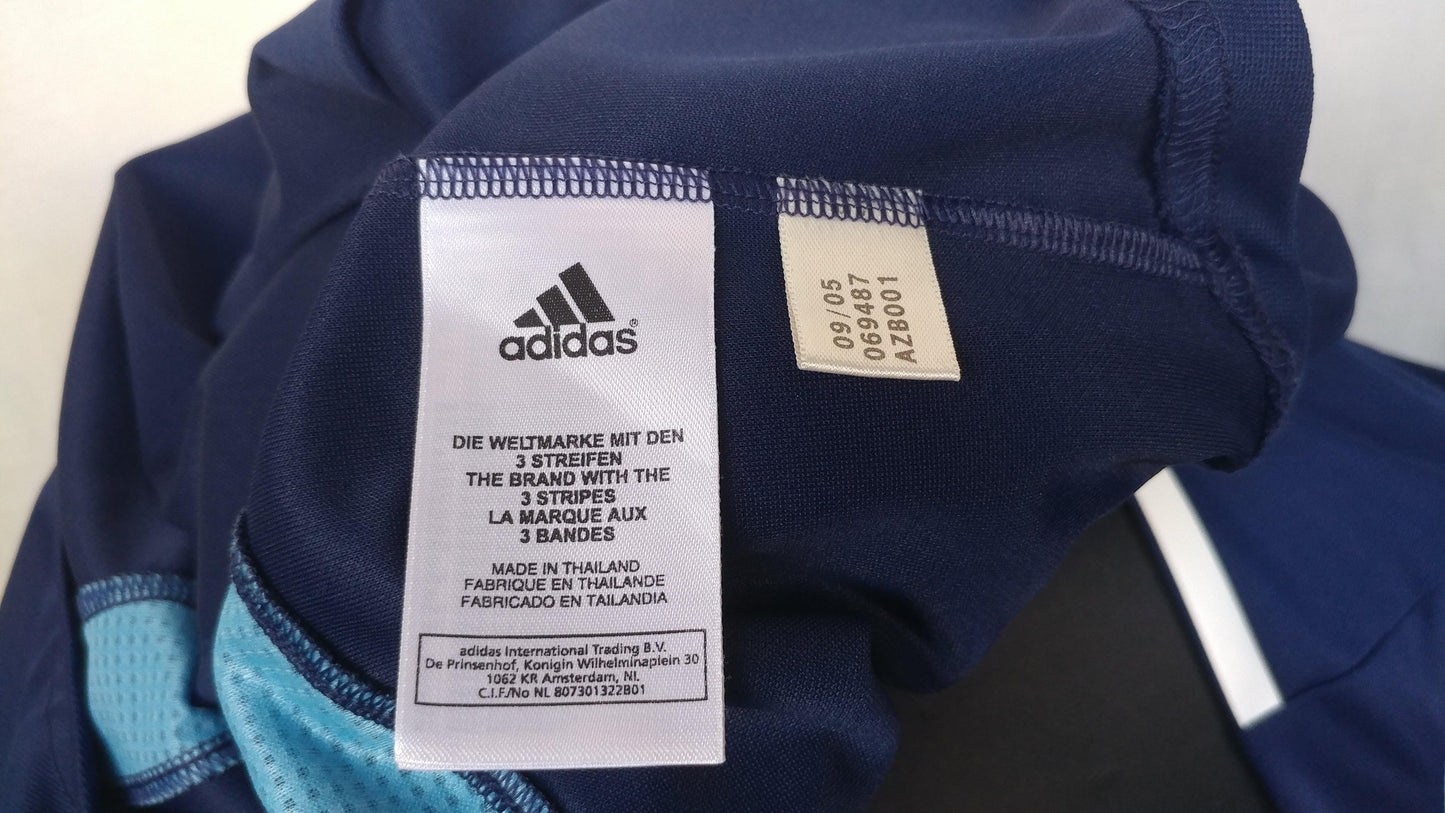 adidas®
DIE WELTMARKE MIT DEN
3 STREIFEN
THE BRAND WITH THE
3 STRIPES
LA MARQUE AUX
3 BANDES
MADE IN THAILAND
FABRIQUE EN THAILANDE
FABRICADO EN TAILANDIA
adidas International Trading B.V.
De Prinsenhof, Konigin Wilhelminaplein 30
1062 KR Amsterdam, NL
C.I.F./No NL 807301322B01
09/05
069487
AZB001